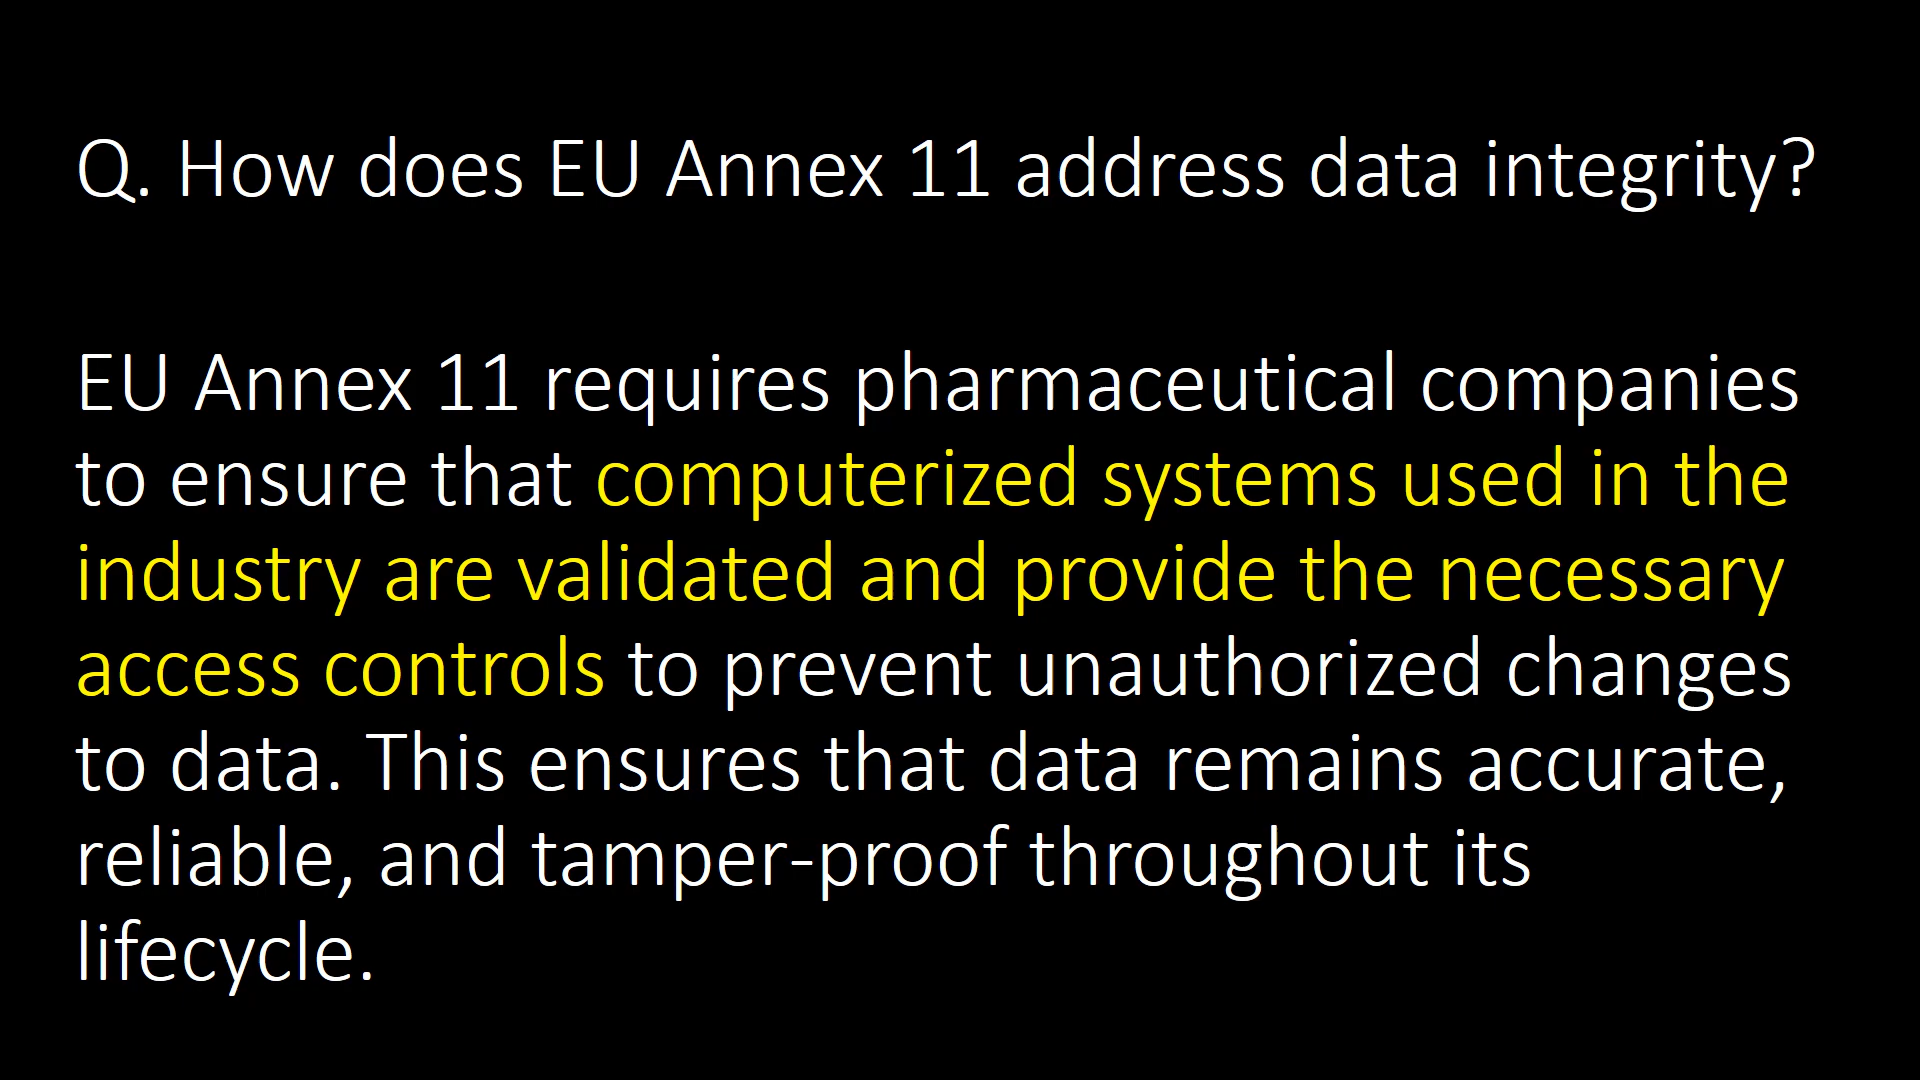 Q. How does EU Annex 11 address data integrity?
EU Annex 11 requires pharmaceutical companies
to ensure that computerized systems used in the
industry are validated and provide the necessary
access controls to prevent unauthorized changes
to data. This ensures that data remains accurate,
reliable, and tamper-proof throughout its
lifecycle.